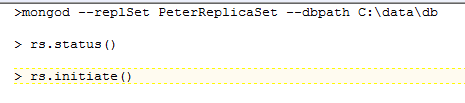 >mongod --replSet PeterReplicaSet --dbpath C:\data\db
> rs.status()
> rs.initiate()